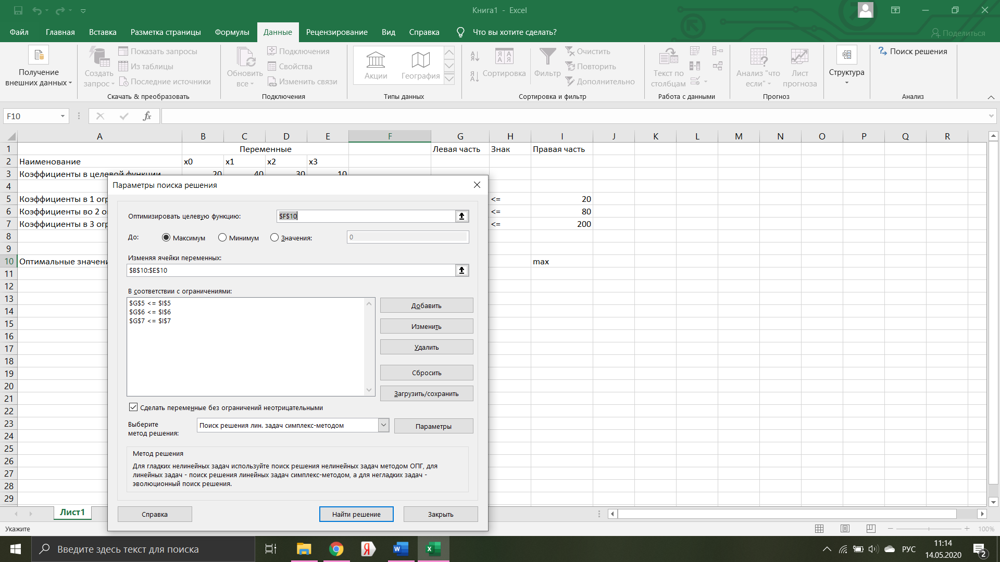 Книга1 - Excel
Файл Главная Вставка Разметка страницы Формулы Данные Рецензирование Вид Справка Что вы хотите сделать? Поделиться
Получение внешних данных
Создать запрос
Показать запросы
Из таблицы
Последние источники
Скачать & преобразовать
Обновить все
Подключения
Свойства
Изменить связи
Подключения
Акции
География
Типы данных
Сортировка
Фильтр
Очистить
Повторить
Дополнительно
Сортировка и фильтр
Текст по столбцам
Работа с данными
Анализ "что если"
Лист прогноза
Прогноз
Структура
Поиск решения
Анализ
F10
fx
A B C D E F G H I J K L M N O P Q R
1 Переменные Левая часть Знак Правая часть
2 Наименование x0 x1 x2 x3
3 Коэффициенты в целевой функции 20 40 30 10
4
5 Коэффициенты в 1 огр <= 20
6 Коэффициенты во 2 о <= 80
7 Коэффициенты в 3 огр <= 200
8
9
10 Оптимальные значени max
11
12
13
14
15
16
17
18
19
20
21
22
23
24
25
26
27
28
29
Параметры поиска решения
Оптимизировать целевую функцию: $F$10
До: Максимум Минимум Значения: 0
Изменяя ячейки переменных:
$B$10:$E$10
В соответствии с ограничениями:
$G$5 <= $I$5
$G$6 <= $I$6
$G$7 <= $I$7
Добавить
Изменить
Удалить
Сбросить
Загрузить/сохранить
Сделать переменные без ограничений неотрицательными
Выберите метод решения:
Поиск решения лин. задач симплекс-методом
Параметры
Метод решения
Для гладких нелинейных задач используйте поиск решения нелинейных задач методом ОПГ, для
линейных задач - поиск решения линейных задач симплекс-методом, а для негладких задач -
эволюционный поиск решения.
Справка Найти решение Закрыть
Лист1
Укажите
100%
Введите здесь текст для поиска
РУС
11:14
14.05.2020
2